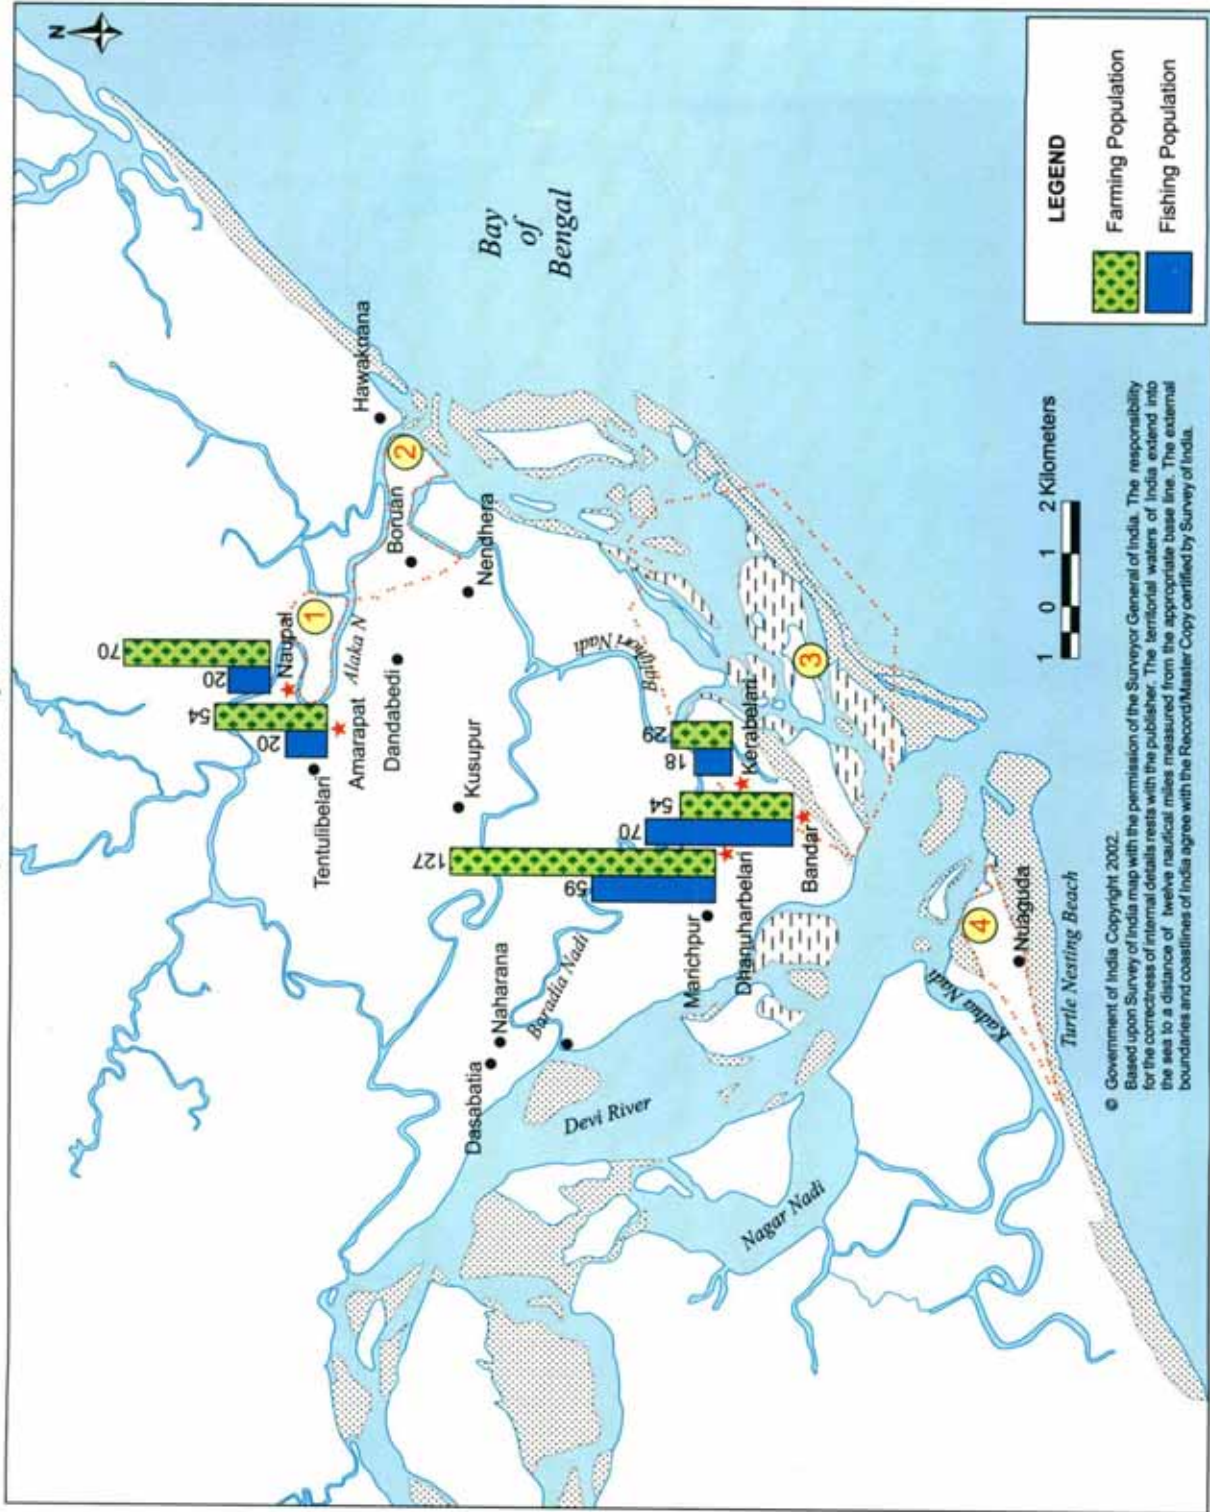 N
70
20
Naupal
54
20
1
Alaka N
Amarapat
Tentulibelari
Dandabedi
Hawakhana
2
Boruan
Nendhera
Kusupur
Bay
of
Bengal
29
18
Kerabelari
54
70
Bandar
127
59
Dhanuharbelari
Marichpur
Nadi
3
Dasabatia
Naharana
Baradia Nadi
Devi River
Nagar Nadi
Kadua Nadi
4
Nuaguda
Turtle Nesting Beach
1 0 1 2 Kilometers
LEGEND
Farming Population
Fishing Population
© Government of India Copyright 2002.
Based upon Survey of India map with the permission of the Surveyor General of India. The responsibility
for the correctness of internal details rests with the publisher. The territorial waters of India extend into
the sea to a distance of twelve nautical miles measured from the appropriate base line. The external
boundaries and coastlines of India agree with the Record/Master Copy certified by Survey of India.